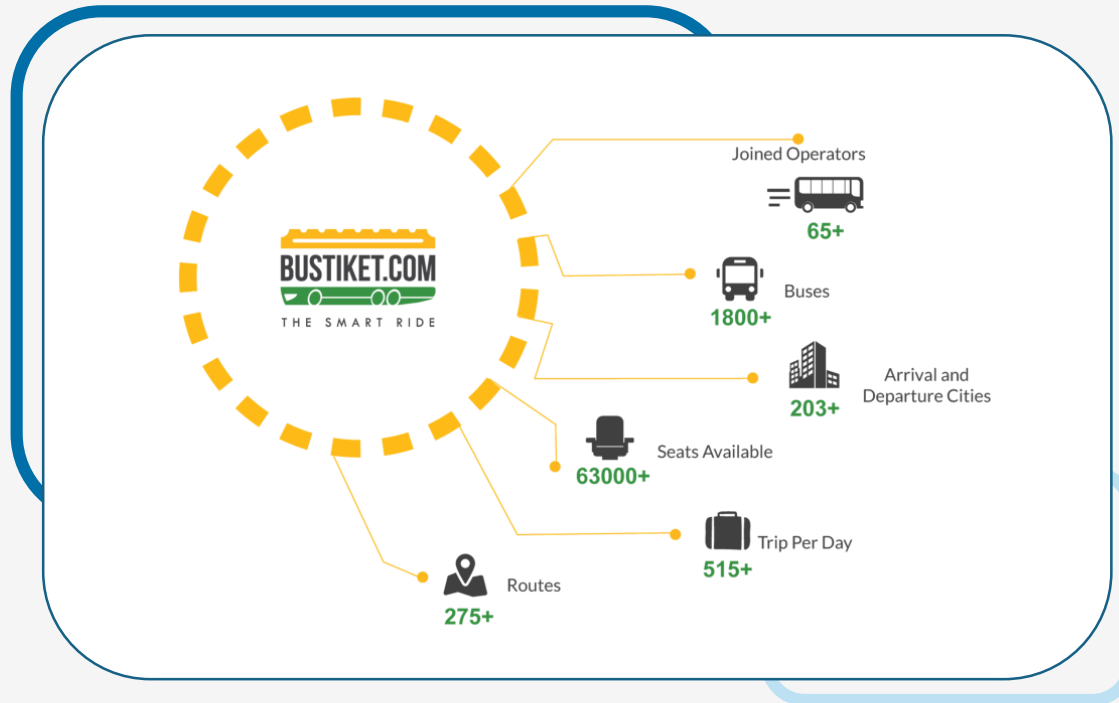 Joined Operators
65+
BUSTIKET.COM
THE SMART RIDE
Buses
1800+
Arrival and
Departure Cities
203+
Seats Available
63000+
Trip Per Day
515+
Routes
275+